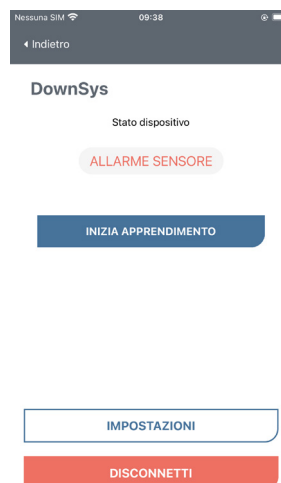 Nessuna SIM 09:38
Indietro
DownSys
Stato dispositivo
ALLARME SENSORE
INIZIA APPRENDIMENTO
IMPOSTAZIONI
DISCONNETTI